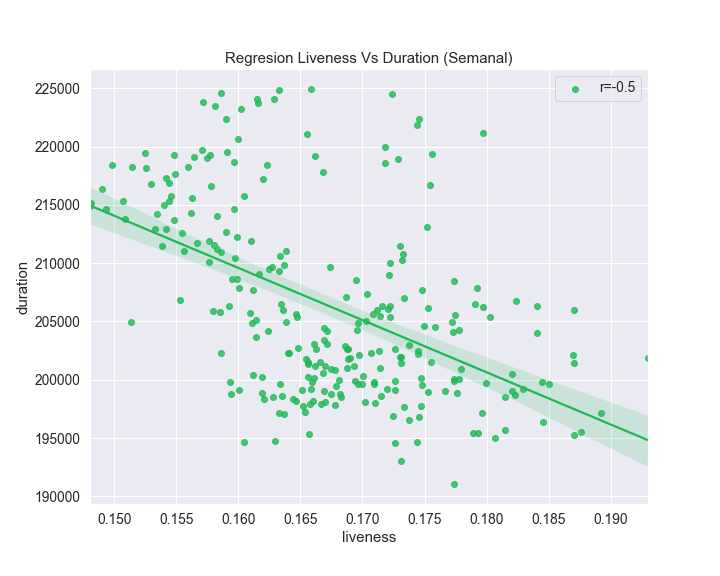 Regresion Liveness Vs Duration (Semanal)
r=-0.5
225000
220000
215000
210000
205000
200000
195000
190000
duration
0.150 0.155 0.160 0.165 0.170 0.175 0.180 0.185 0.190
liveness